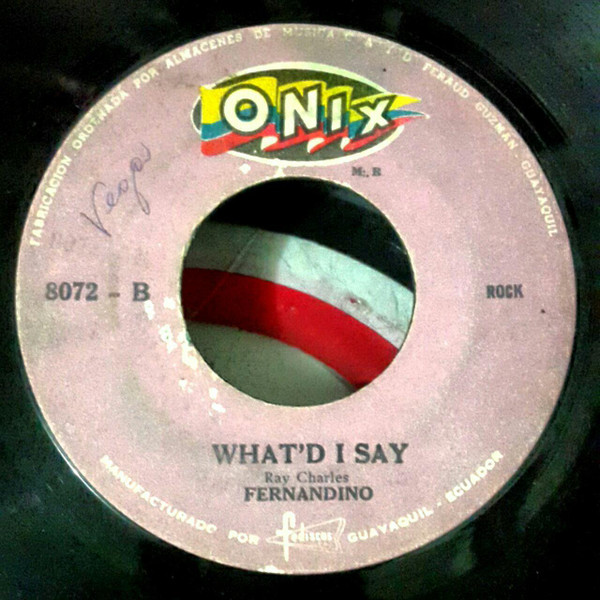 FABRICACION ORDENADA POR ALMACENES DE MUSICA J. D. FERAUD GUZMAN - GUAYAQUIL
ONIX
M:. R
Vegas
8072 - B
ROCK
WHAT'D I SAY
Ray Charles
FERNANDINO
MANUFACTURADO POR fediscos GUAYAQUIL - ECUADOR